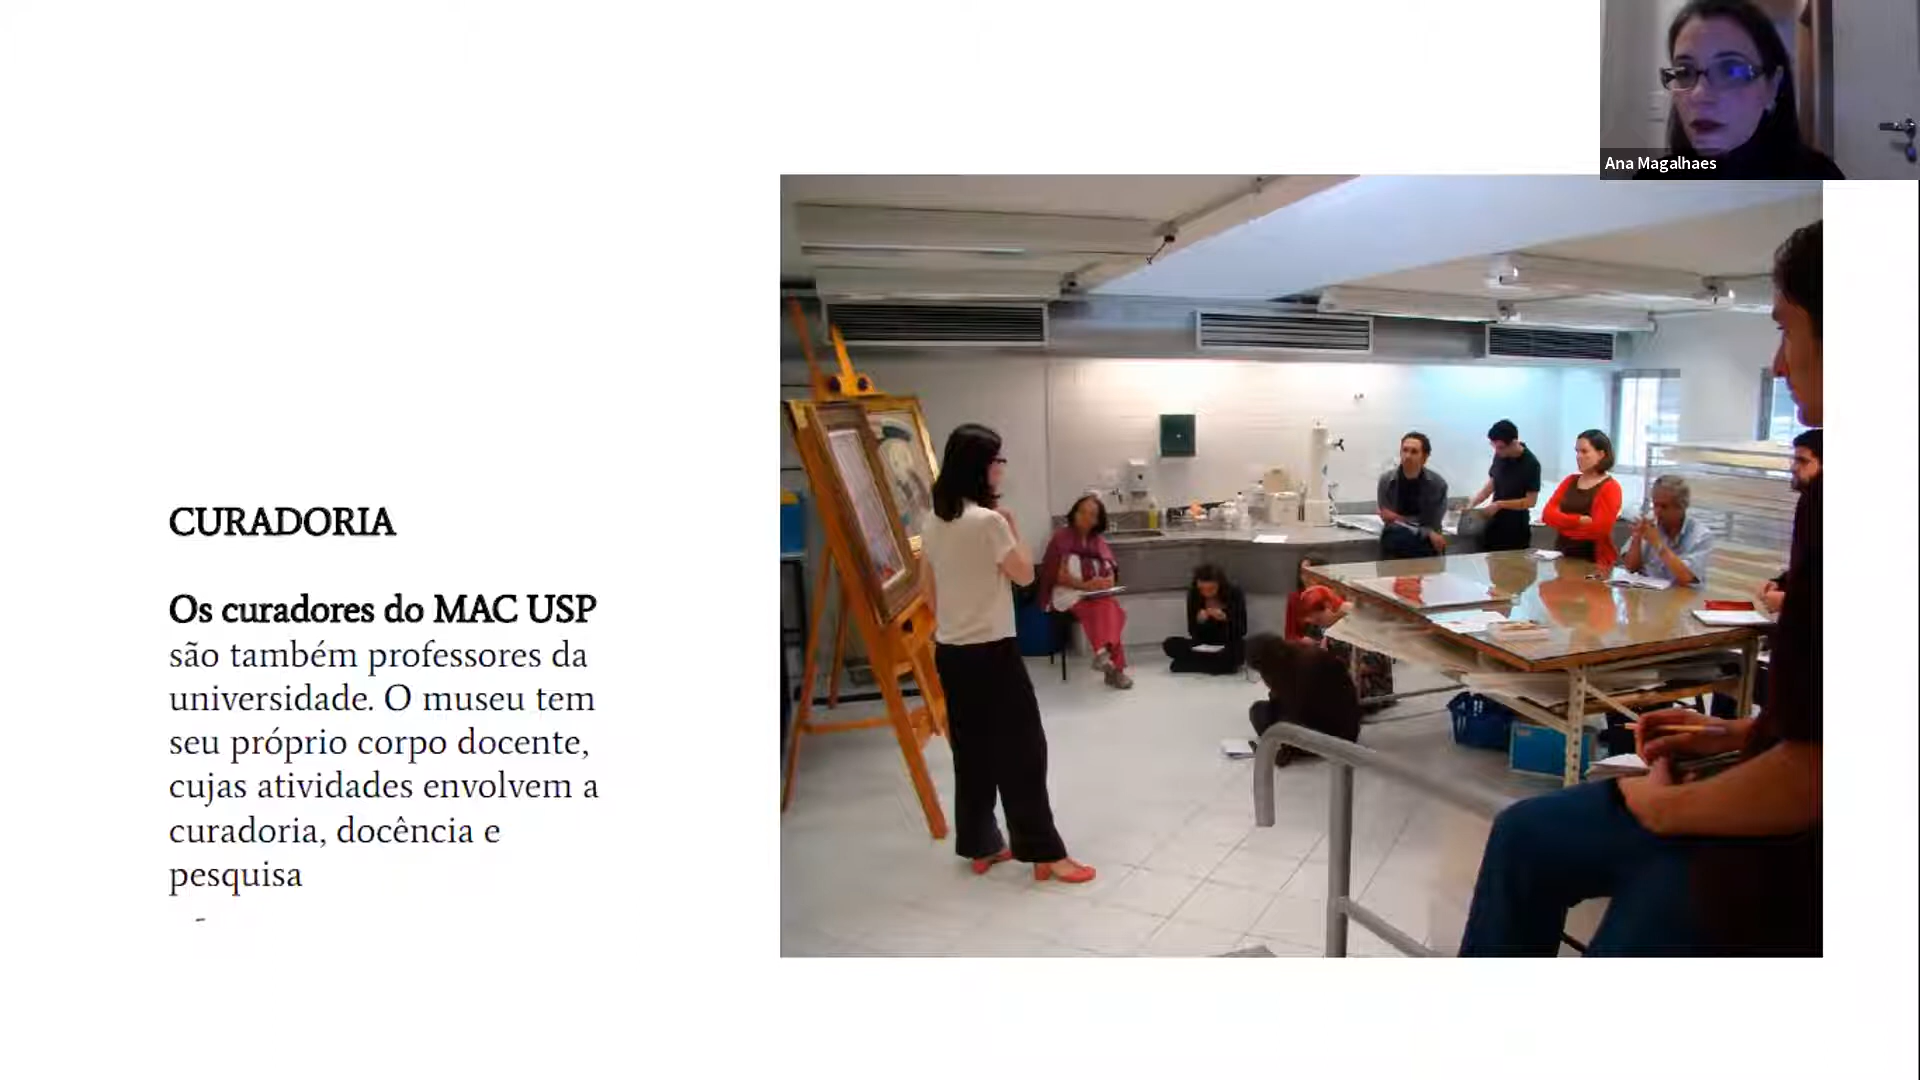 Ana Magalhaes
CURADORIA
Os curadores do MAC USP
são também professores da
universidade. O museu tem
seu próprio corpo docente,
cujas atividades envolvem a
curadoria, docência e
pesquisa
-